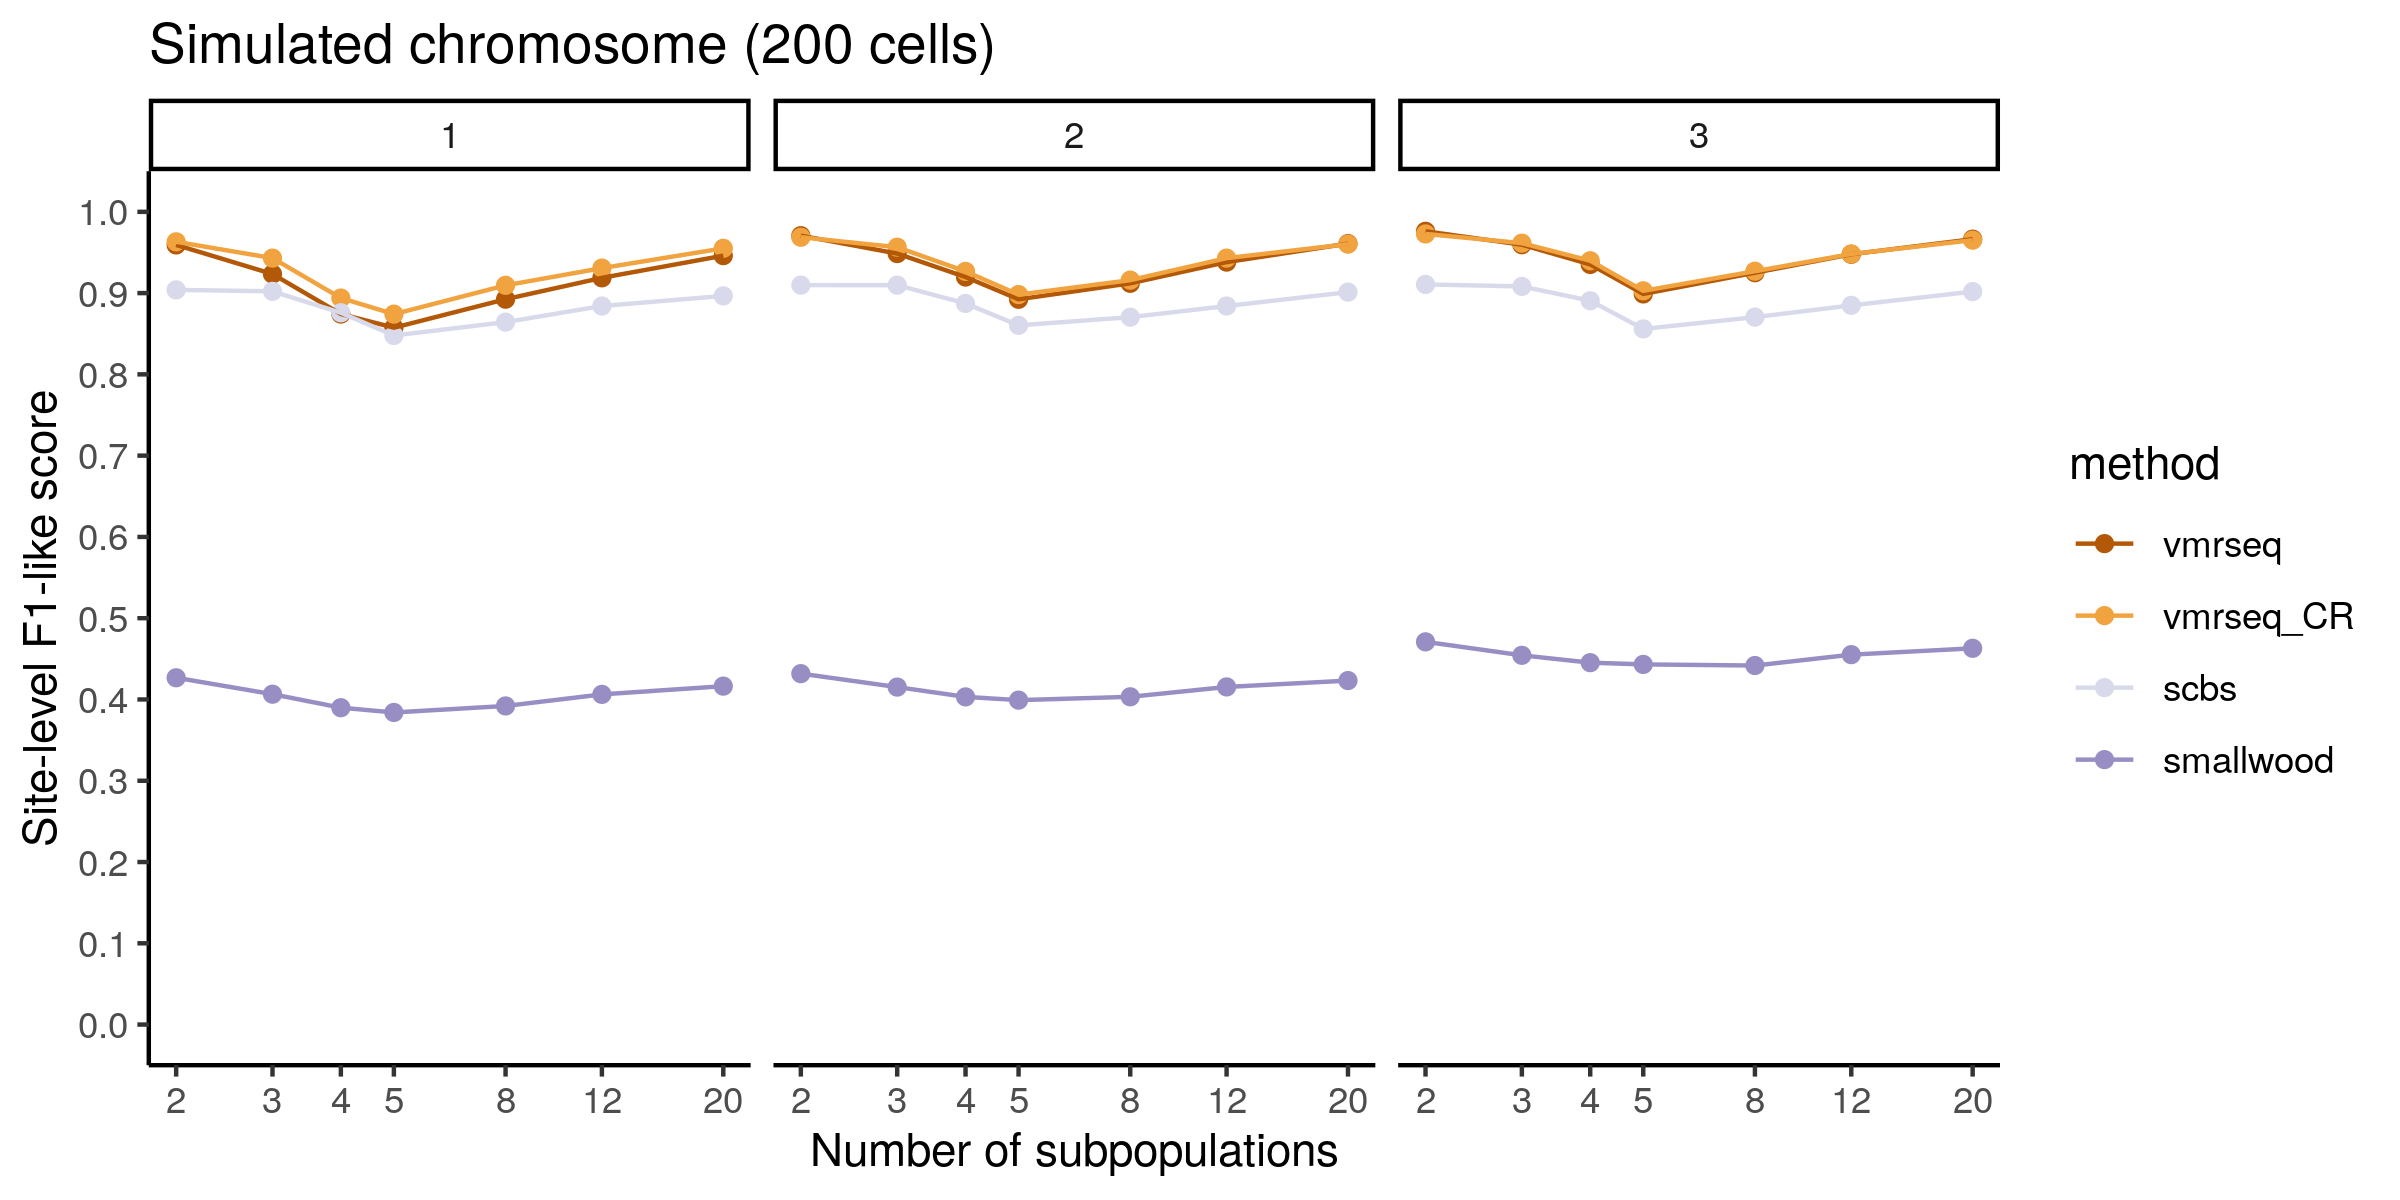 Simulated chromosome (200 cells)
1 2 3
Site-level F1-like score
1.0
0.9
0.8
0.7
0.6
0.5
0.4
0.3
0.2
0.1
0.0
2 3 4 5 8 12 20 2 3 4 5 8 12 20 2 3 4 5 8 12 20
Number of subpopulations
method
vmrseq
vmrseq_CR
scbs
smallwood